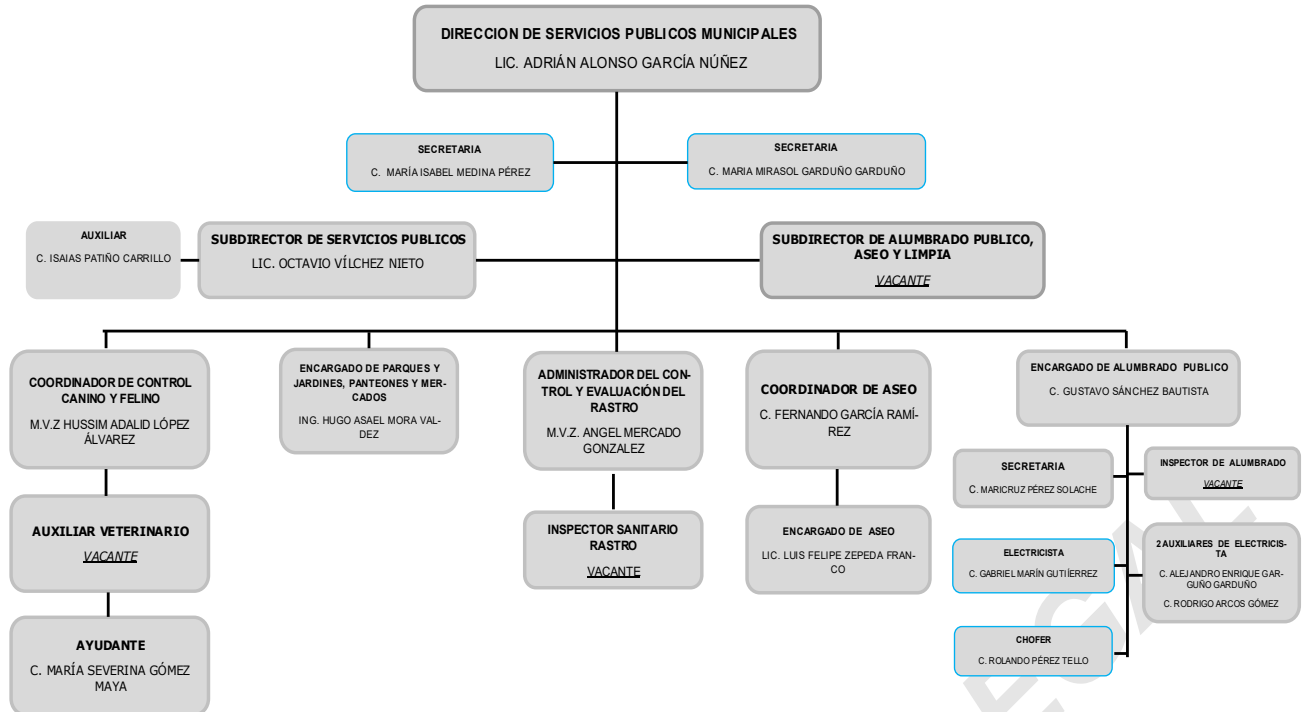 DIRECCION DE SERVICIOS PUBLICOS MUNICIPALES
LIC. ADRIÁN ALONSO GARCÍA NÚÑEZ
SECRETARIA
C. MARÍA ISABEL MEDINA PÉREZ
SECRETARIA
C. MARIA MIRASOL GARDUÑO GARDUÑO
AUXILIAR
C. ISAIAS PATIÑO CARRILLO
SUBDIRECTOR DE SERVICIOS PUBLICOS
LIC. OCTAVIO VÍLCHEZ NIETO
SUBDIRECTOR DE ALUMBRADO PUBLICO,
ASEO Y LIMPIA
VACANTE
COORDINADOR DE CONTROL
CANINO Y FELINO
M.V.Z HUSSIM ADALID LÓPEZ
ÁLVAREZ
ENCARGADO DE PARQUES Y
JARDINES, PANTEONES Y MER-
CADOS
ING. HUGO ASAEL MORA VAL-
DEZ
ADMINISTRADOR DEL CON-
TROL Y EVALUACIÓN DEL
RASTRO
M.V.Z. ANGEL MERCADO
GONZALEZ
COORDINADOR DE ASEO
C. FERNANDO GARCÍA RAMÍ-
REZ
ENCARGADO DE ALUMBRADO PUBLICO
C. GUSTAVO SÁNCHEZ BAUTISTA
AUXILIAR VETERINARIO
VACANTE
INSPECTOR SANITARIO
RASTRO
VACANTE
ENCARGADO DE ASEO
LIC. LUIS FELIPE ZEPEDA FRAN-
CO
SECRETARIA
C. MARICRUZ PÉREZ SOLACHE
INSPECTOR DE ALUMBRADO
VACANTE
ELECTRICISTA
C. GABRIEL MARÍN GUTIÍERREZ
2 AUXILIARES DE ELECTRICIS-
TA
C. ALEJANDRO ENRIQUE GAR-
GUÑO GARDUÑO
C. RODRIGO ARCOS GÓMEZ
AYUDANTE
C. MARÍA SEVERINA GÓMEZ
MAYA
CHOFER
C. ROLANDO PÉREZ TELLO
EGAL